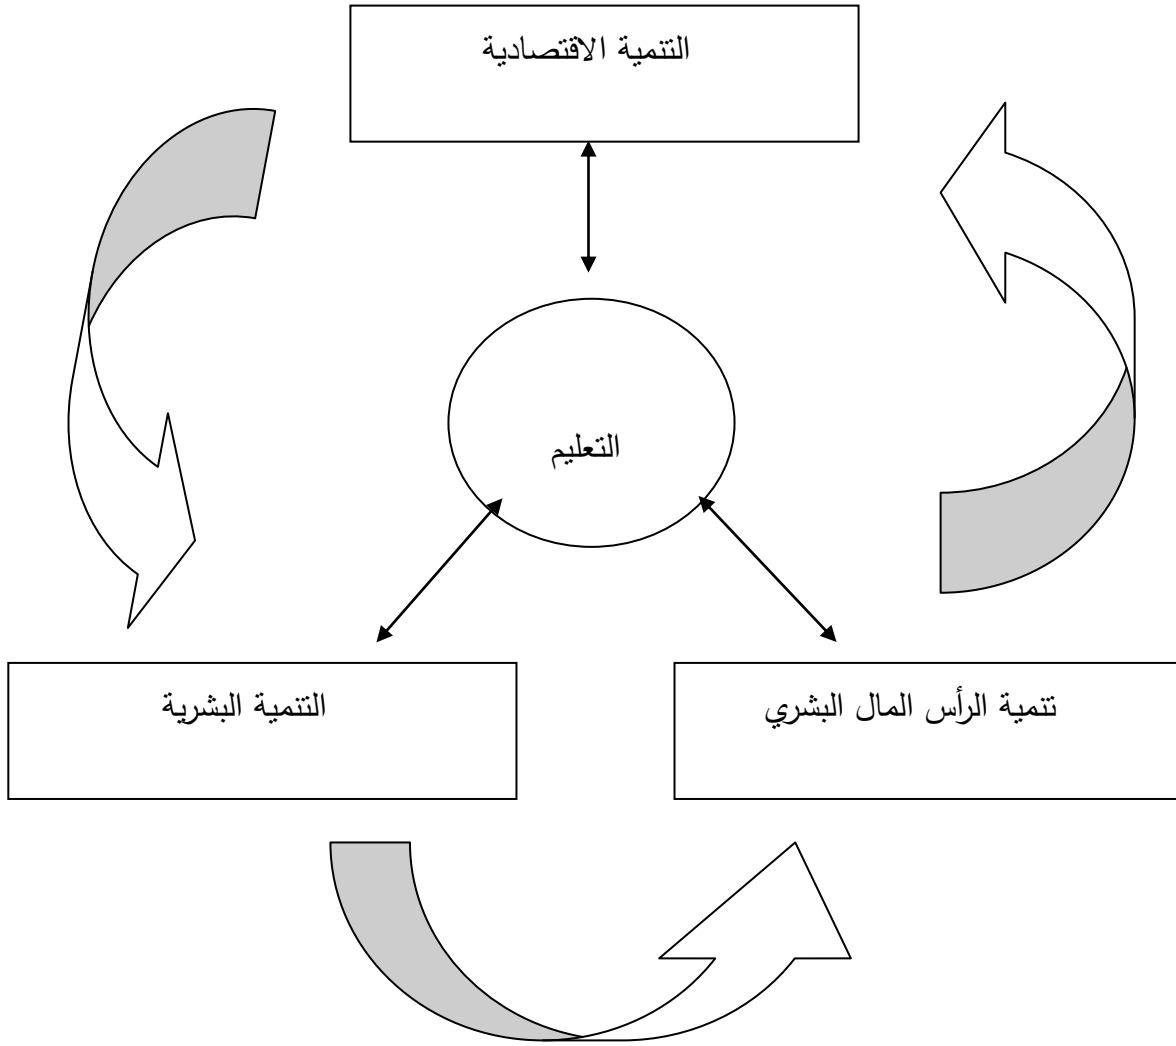 التنمية الاقتصادية
التعليم
تنمية الرأس المال البشري
التنمية البشرية